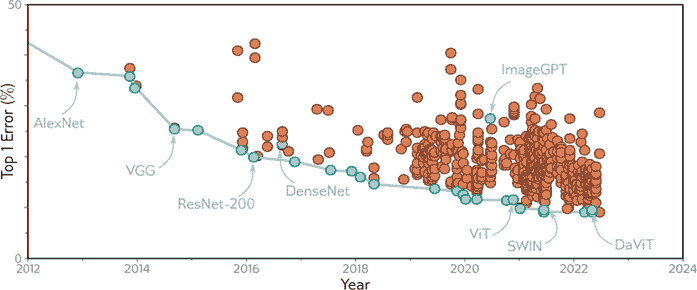 50
ImageGPT
Top 1 Error (%)
AlexNet
VGG
DenseNet
ResNet-200
ViT
SWIN
DaViT
0
2012 2014 2016 2018 2020 2022 2024
Year